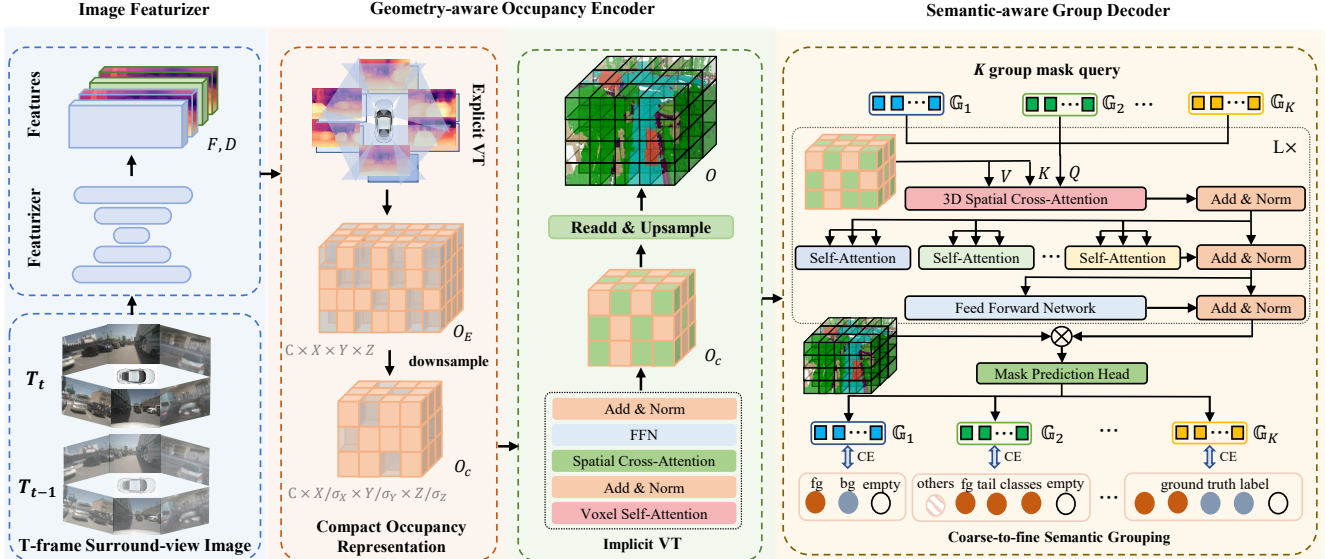 Image Featurizer
Geometry-aware Occupancy Encoder
Semantic-aware Group Decoder
Features
F, D
Featurizer
T_t
T_{t-1}
T-frame Surround-view Image
Explicit VT
O_E
C × X × Y × Z
downsample
O_c
C × X/σ_X × Y/σ_Y × Z/σ_Z
Compact Occupancy
Representation
O
Readd & Upsample
O_c
Add & Norm
FFN
Spatial Cross-Attention
Add & Norm
Voxel Self-Attention
Implicit VT
K group mask query
𝔾_1
𝔾_2 ···
𝔾_K
L×
V K Q
3D Spatial Cross-Attention
Add & Norm
Self-Attention
Self-Attention
···
Self-Attention
Add & Norm
Feed Forward Network
Add & Norm
Mask Prediction Head
𝔾_1
𝔾_2
···
𝔾_K
CE
CE
CE
fg bg empty
others fg tail classes empty
···
ground truth label
Coarse-to-fine Semantic Grouping